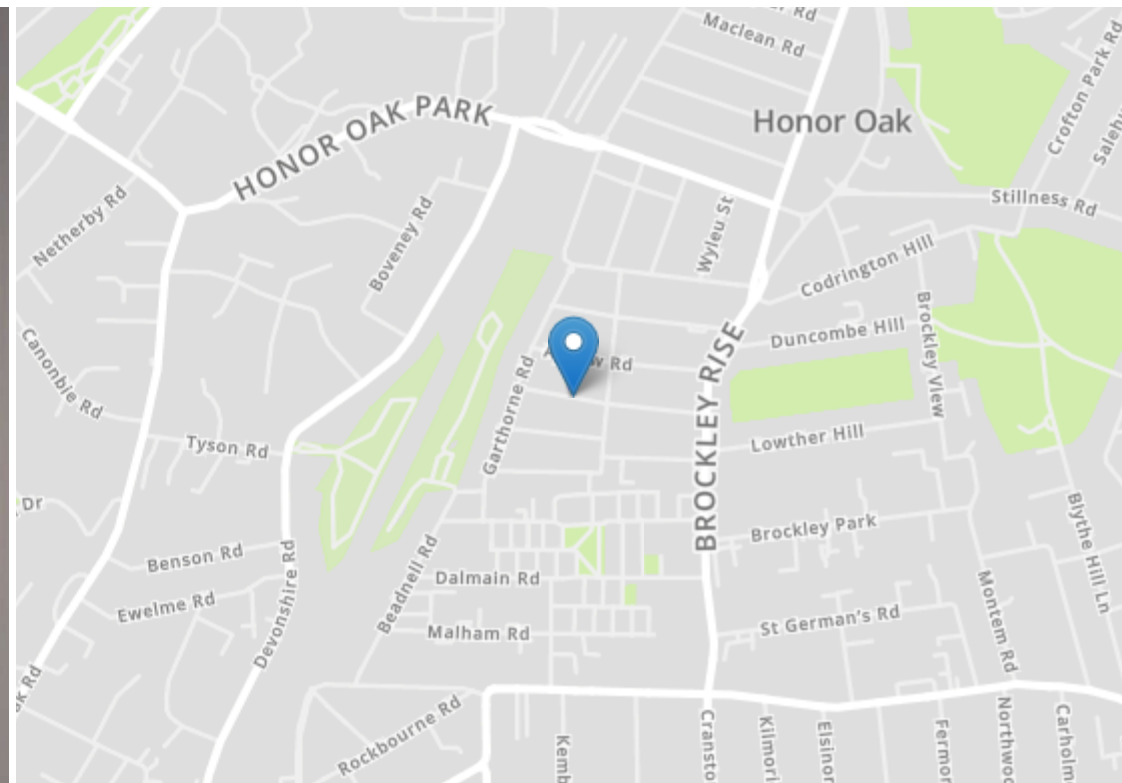 Maclean Rd
HONOR OAK PARK
Honor Oak
Crofton Park Rd
Stillness Rd
Netherby Rd
Boveney Rd
Wyleu St
Codrington Hill
Duncombe Hill
Brockley View
BROCKLEY RISE
Rd
Canonbie Rd
Garthorne Rd
Tyson Rd
Lowther Hill
Dr
Benson Rd
Brockley Park
Blythe Hill Ln
Dalmain Rd
Beadnell Rd
Devonshire Rd
Ewelme Rd
Malham Rd
St German's Rd
Montem Rd
Rd
Rockbourne Rd